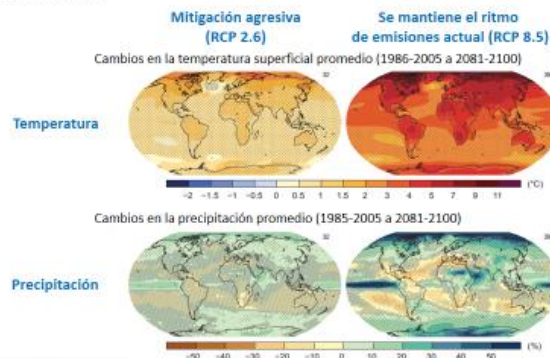 Mitigación agresiva
(RCP 2.6)
Se mantiene el ritmo
de emisiones actual (RCP 8.5)
Cambios en la temperatura superficial promedio (1986-2005 a 2081-2100)
32
Temperatura
−2 −1.5 −1 −0.5 0 0.5 1 1.5 2 3 4 5 7 9 11 (°C)
Cambios en la precipitación promedio (1985-2005 a 2081-2100)
32
Precipitación
−50 −40 −30 −20 −10 0 10 20 30 40 50 (%)